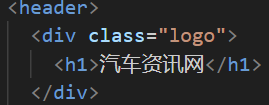 <header>
<div class="logo">
<h1>汽车资讯网</h1>
</div>